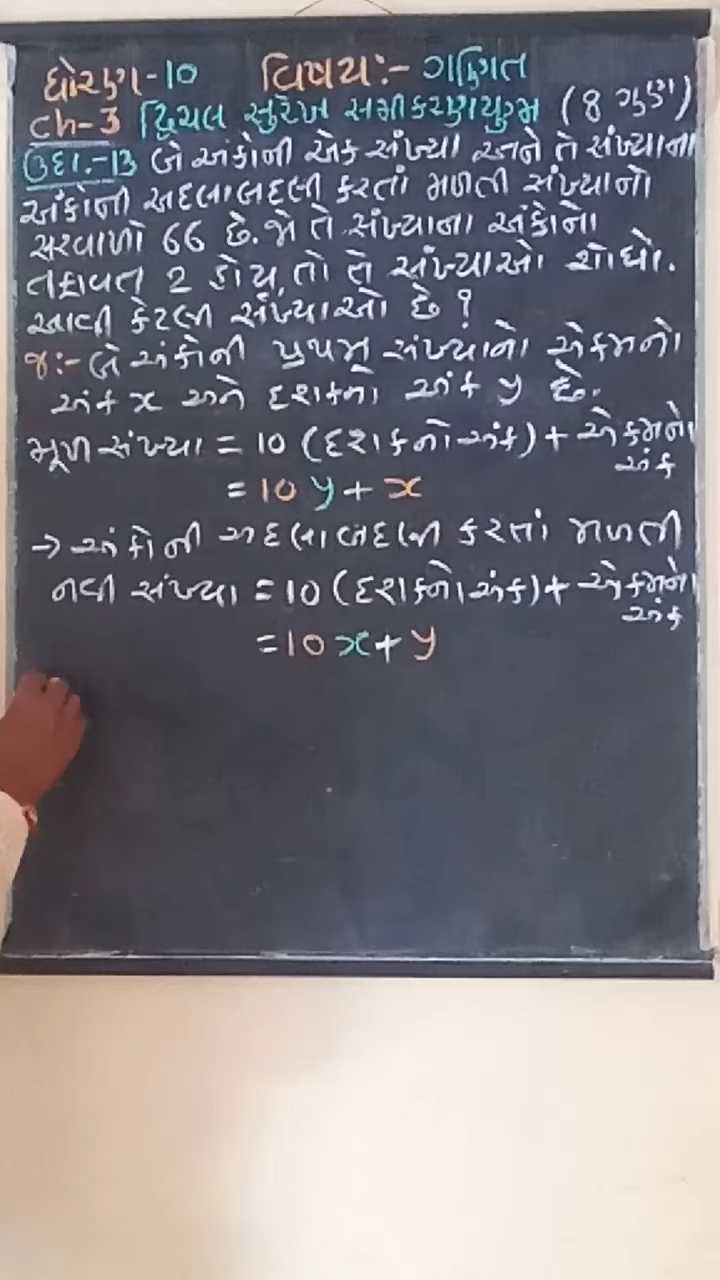 ધોરણ-10 વિષય:- ગણિત
ch-3 દ્વિચલ સુરેખ સમીકરણયુગ્મ (8 ગુણ)
ઉદા.-13 બે અંકોની એક સંખ્યા અને તે સંખ્યાના
અંકોની અદલાબદલી કરતાં મળતી સંખ્યાનો
સરવાળો 66 છે. જો તે સંખ્યાના અંકોનો
તફાવત 2 હોય, તો તે સંખ્યાઓ શોધો.
આવી કેટલી સંખ્યાઓ છે ?
જ:- બે અંકોની પ્રથમ સંખ્યાનો એકમનો
અંક x અને દશકનો અંક y છે.
મૂળ સંખ્યા = 10 (દશકનો અંક) + એકમનો
અંક
= 10 y + x
→ અંકોની અદલાબદલી કરતાં મળતી
નવી સંખ્યા = 10 (દશકનો અંક) + એકમનો
અંક
= 10 x + y